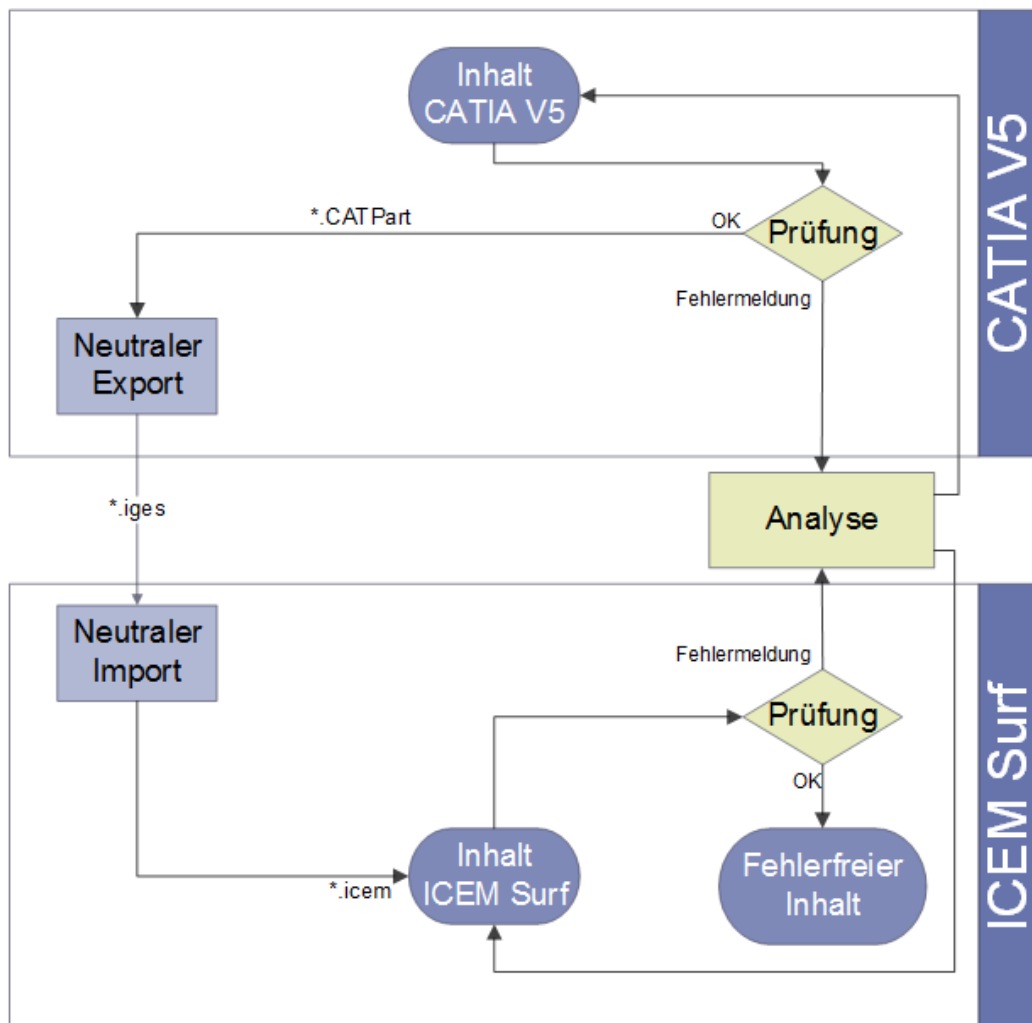 Inhalt
CATIA V5
*.CATPart
OK
Prüfung
Fehlermeldung
Neutraler
Export
CATIA V5
*.iges
Analyse
Neutraler
Import
Fehlermeldung
Prüfung
OK
*.icem
Inhalt
ICEM Surf
Fehlerfreier
Inhalt
ICEM Surf